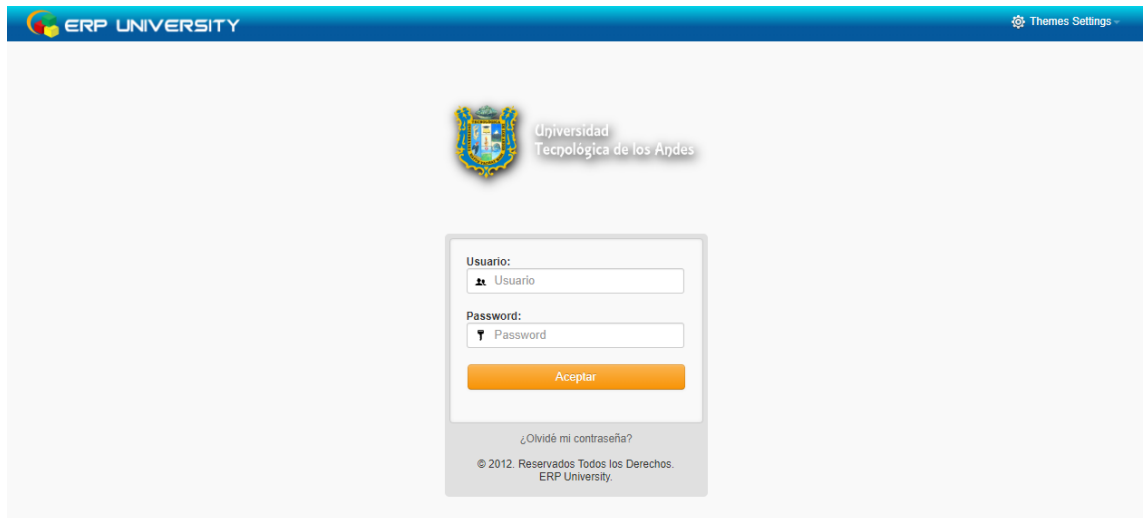 ERP UNIVERSITY
Themes Settings
Universidad
Tecnológica de los Andes
Usuario:
Usuario
Password:
Password
Aceptar
¿Olvidé mi contraseña?
© 2012. Reservados Todos los Derechos.
ERP University.